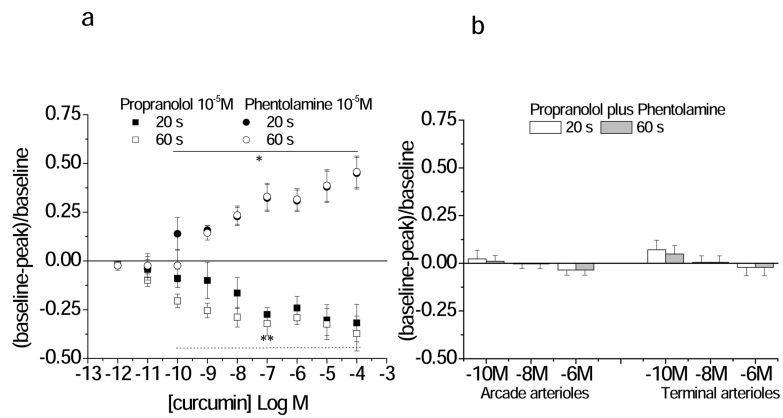 a
(baseline-peak)/baseline
0.75
0.50
0.25
0.00
-0.25
-0.50
Propranolol 10⁻⁵M Phentolamine 10⁻⁵M
20 s 20 s
60 s 60 s
*
**
-13 -12 -11 -10 -9 -8 -7 -6 -5 -4 -3
[curcumin] Log M
b
(baseline-peak)/baseline
0.75
0.50
0.25
0.00
-0.25
-0.50
Propranolol plus Phentolamine
20 s 60 s
-10M -8M -6M -10M -8M -6M
Arcade arterioles Terminal arterioles